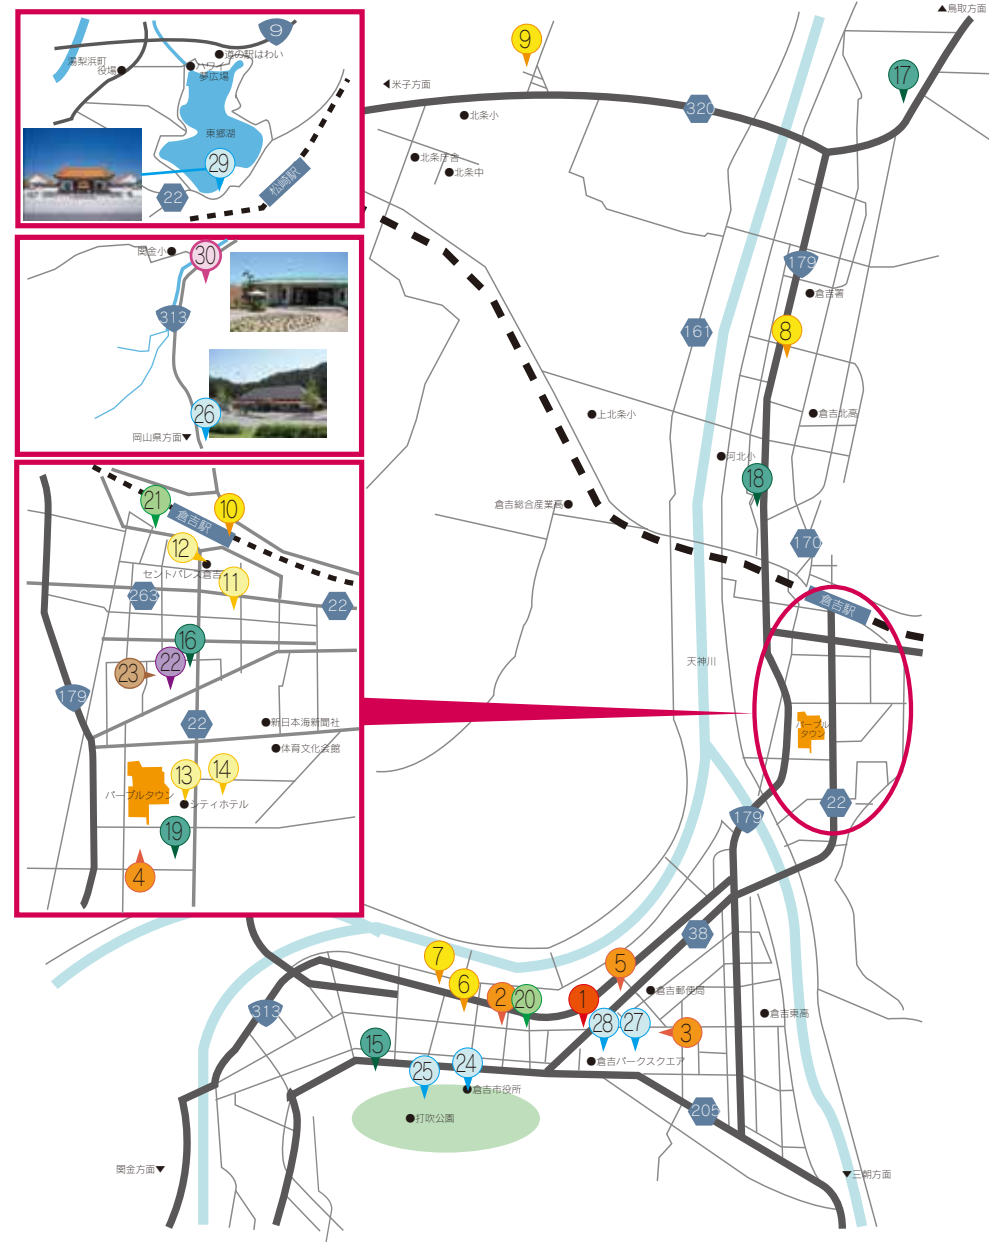 9
湯梨浜町
役場
道の駅はわい
ハワイ
夢広場
東郷湖
29
22
松崎駅
関金小
30
313
26
岡山県方面
21
倉吉駅
10
12
セントパレス倉吉
11
263
22
16
22
23
179
22
新日本海新聞社
体育文化会館
13
14
パープルタウン
シティホテル
19
4
鳥取方面
9
17
米子方面
320
北条小
北条庁舎
北条中
179
倉吉署
161
8
上北条小
倉吉北高
河北小
18
倉吉総合産業高
170
倉吉駅
天神川
パープル
タウン
22
179
38
7
5
6
2
20
1
倉吉郵便局
313
28
27
3
倉吉東高
15
25
24
倉吉パークスクエア
倉吉市役所
打吹公園
205
関金方面
三朝方面